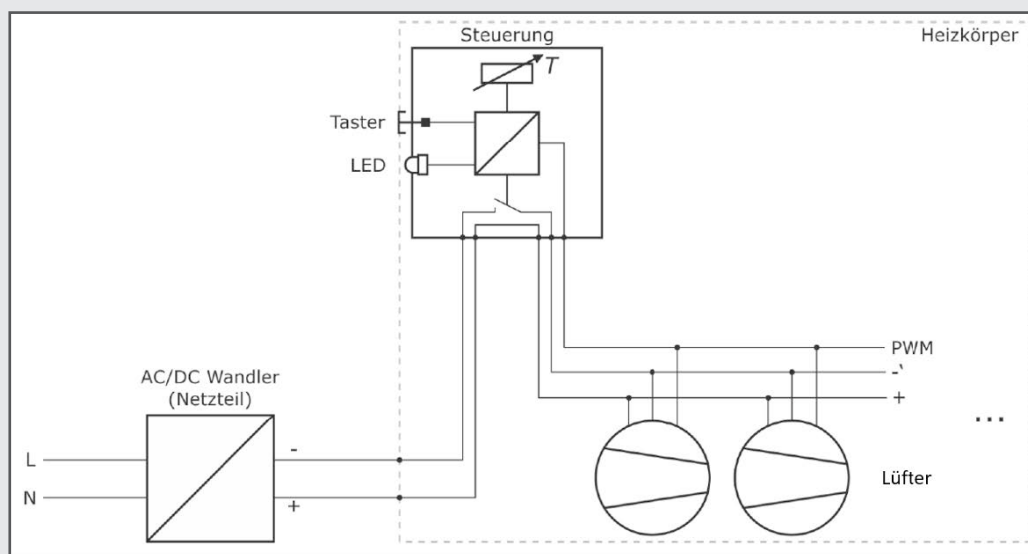 Steuerung
Heizkörper
T
Taster
LED
PWM
-'
+
...
AC/DC Wandler
(Netzteil)
L
-
N
+
Lüfter